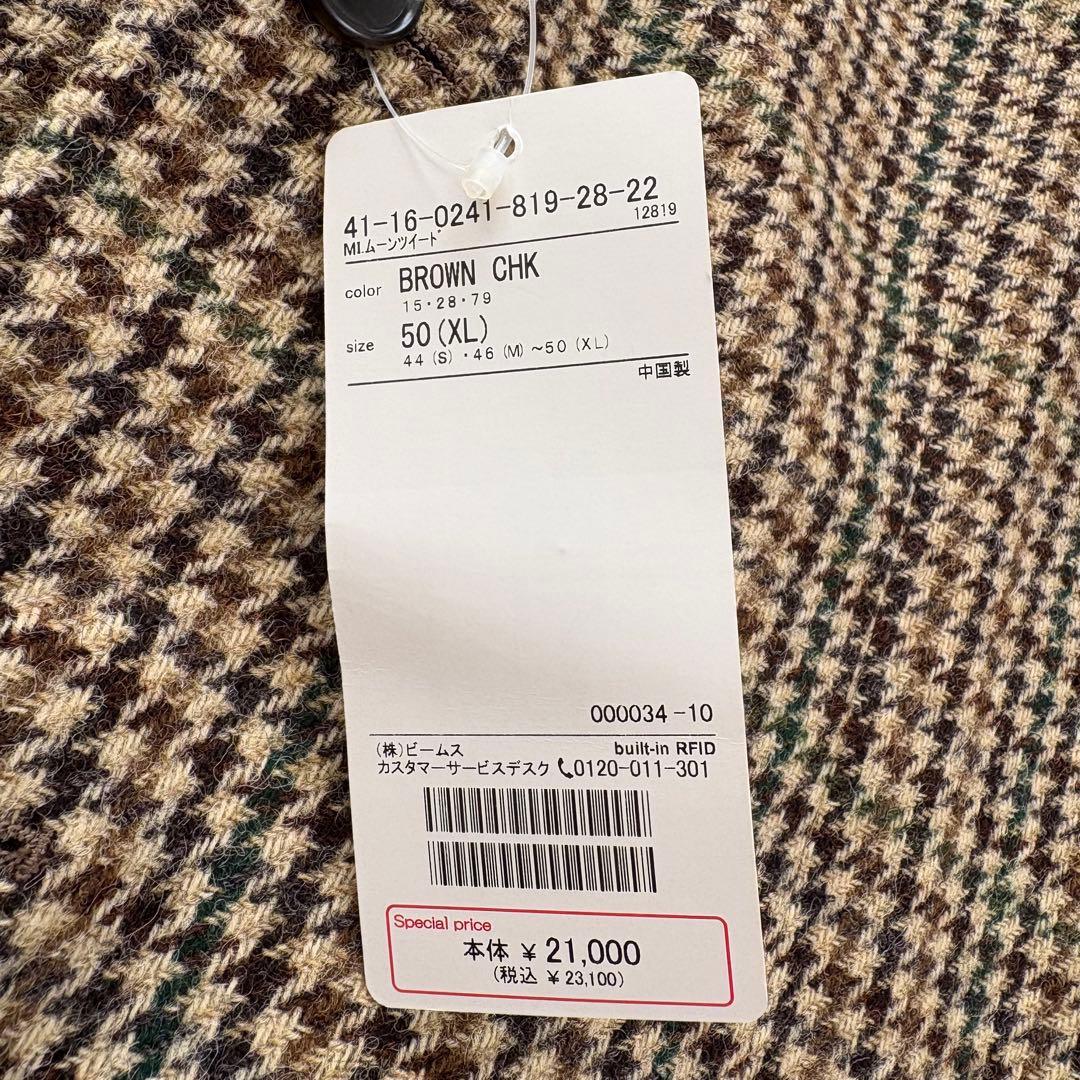 41-16-0241-819-28-22
MI.ムーンツイード 12819
color BROWN CHK
15・28・79
size 50(XL)
44(S)・46(M)~50(XL)
中国製
000034-10
(株)ビームス built-in RFID
カスタマーサービスデスク 0120-011-301
Special price
本体 ¥21,000
(税込 ¥23,100)